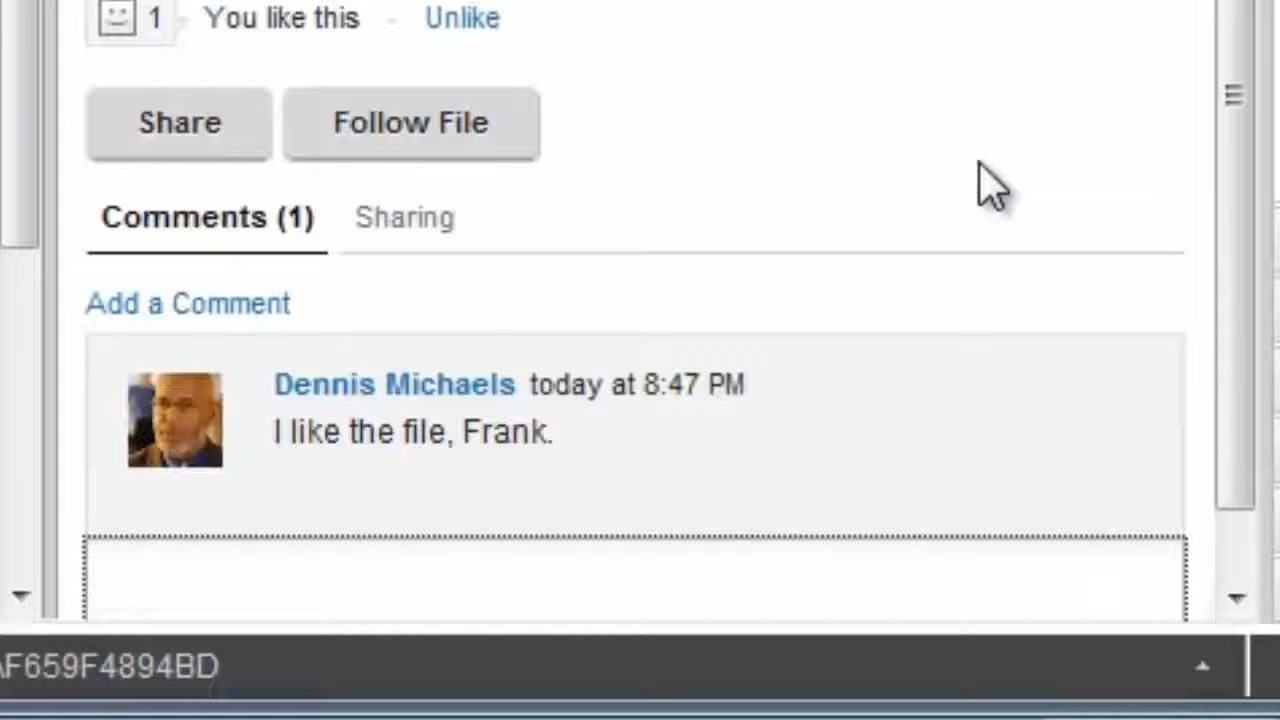 1 You like this - Unlike
Share Follow File
Comments (1) Sharing
Add a Comment
Dennis Michaels today at 8:47 PM
I like the file, Frank.
F659F4894BD